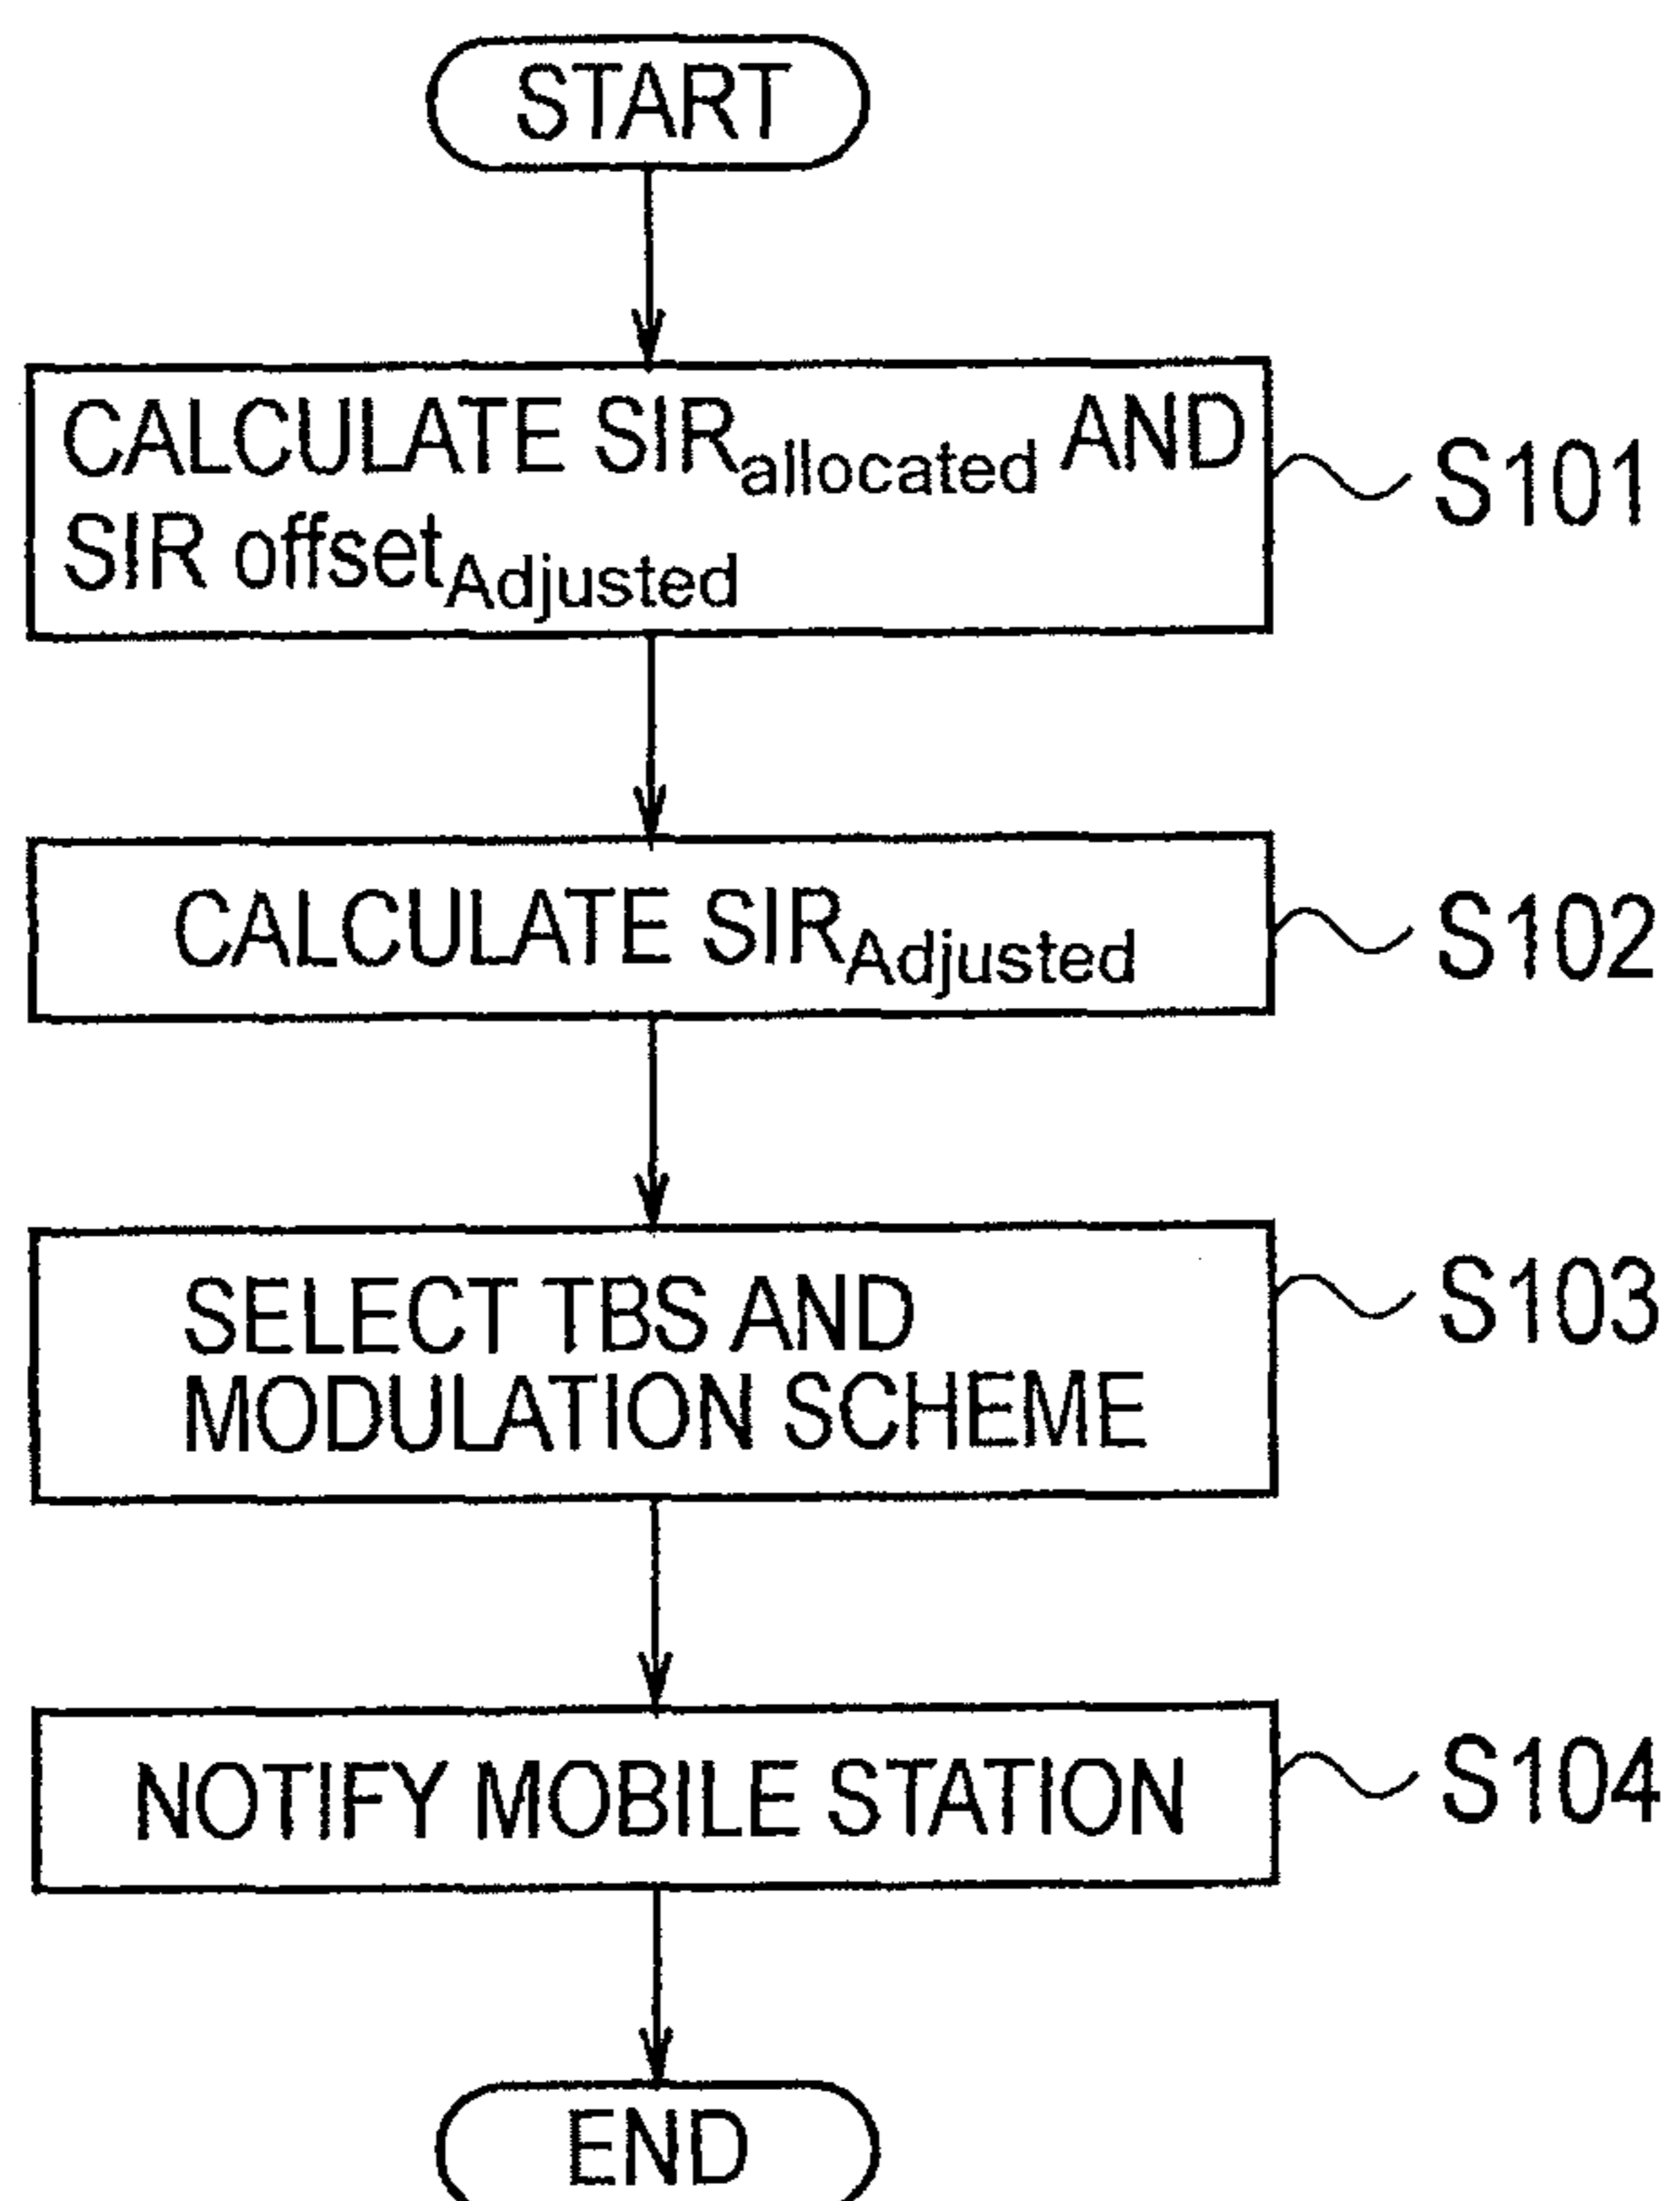 START
CALCULATE SIRallocated AND
SIR offsetAdjusted
S101
CALCULATE SIRAdjusted
S102
SELECT TBS AND
MODULATION SCHEME
S103
NOTIFY MOBILE STATION
S104
END